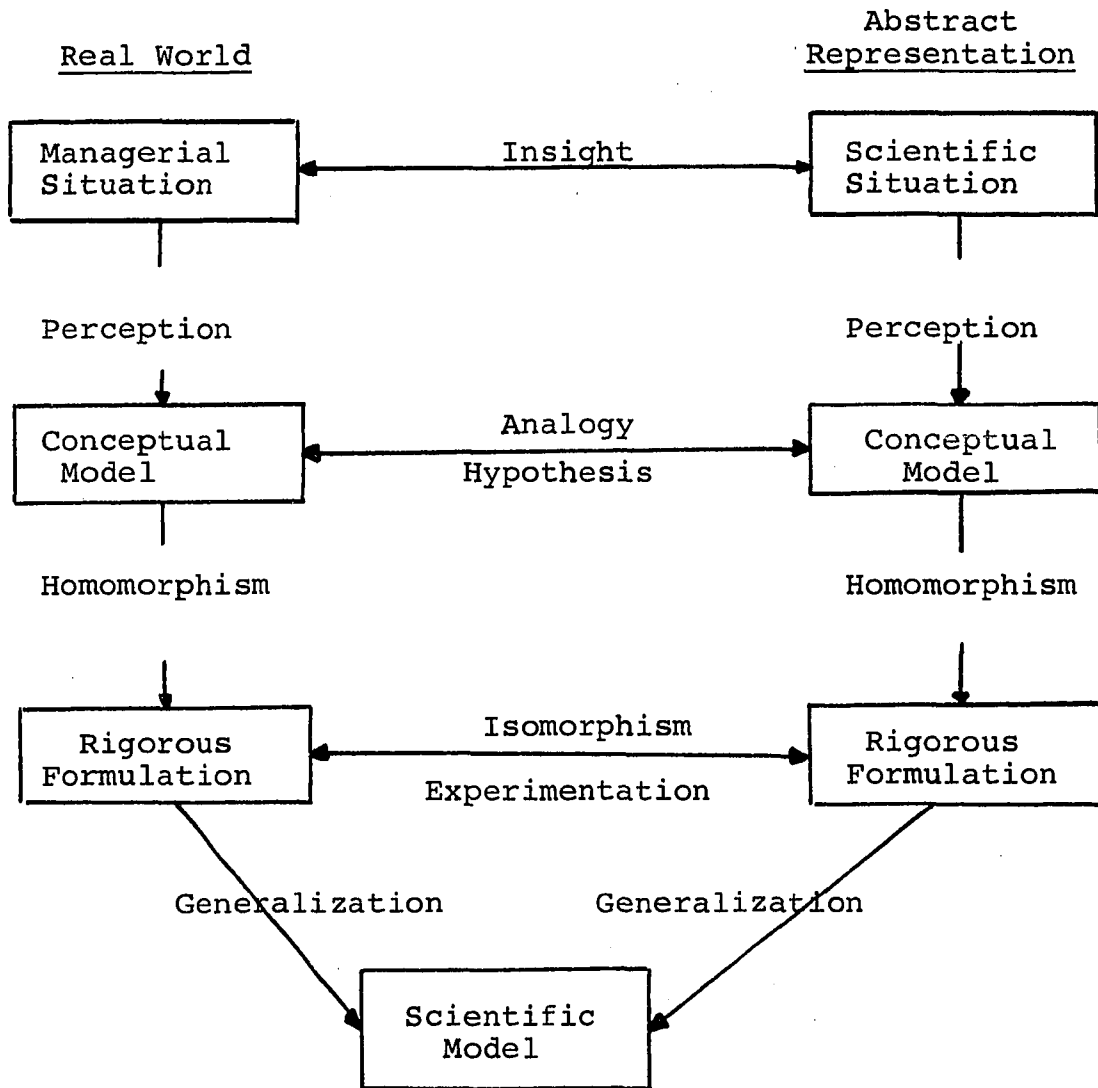 Real World
Abstract
Representation
Managerial
Situation
Insight
Scientific
Situation
Perception
Perception
Conceptual
Model
Analogy
Hypothesis
Conceptual
Model
Homomorphism
Homomorphism
Rigorous
Formulation
Isomorphism
Experimentation
Rigorous
Formulation
Generalization
Generalization
Scientific
Model